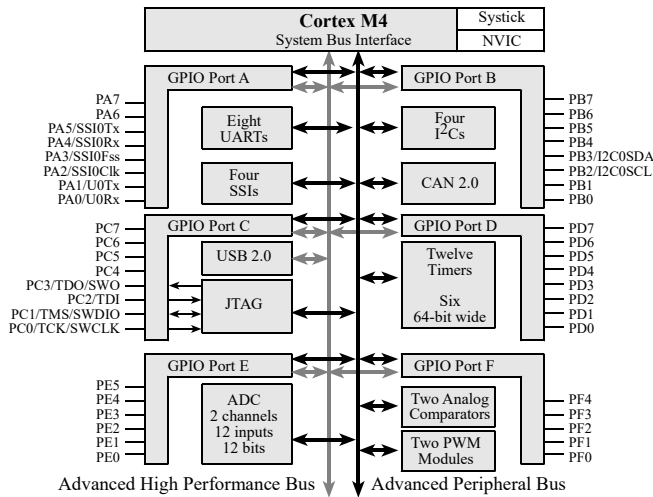 Cortex M4
System Bus Interface
Systick
NVIC
GPIO Port A
PA7
PA6
PA5/SSI0Tx
PA4/SSI0Rx
PA3/SSI0Fss
PA2/SSI0Clk
PA1/U0Tx
PA0/U0Rx
Eight
UARTs
Four
SSIs
GPIO Port B
PB7
PB6
PB5
PB4
PB3/I2C0SDA
PB2/I2C0SCL
PB1
PB0
Four
I2Cs
CAN 2.0
GPIO Port C
PC7
PC6
PC5
PC4
PC3/TDO/SWO
PC2/TDI
PC1/TMS/SWDIO
PC0/TCK/SWCLK
USB 2.0
JTAG
GPIO Port D
PD7
PD6
PD5
PD4
PD3
PD2
PD1
PD0
Twelve
Timers
Six
64-bit wide
GPIO Port E
PE5
PE4
PE3
PE2
PE1
PE0
ADC
2 channels
12 inputs
12 bits
GPIO Port F
PF4
PF3
PF2
PF1
PF0
Two Analog
Comparators
Two PWM
Modules
Advanced High Performance Bus
Advanced Peripheral Bus